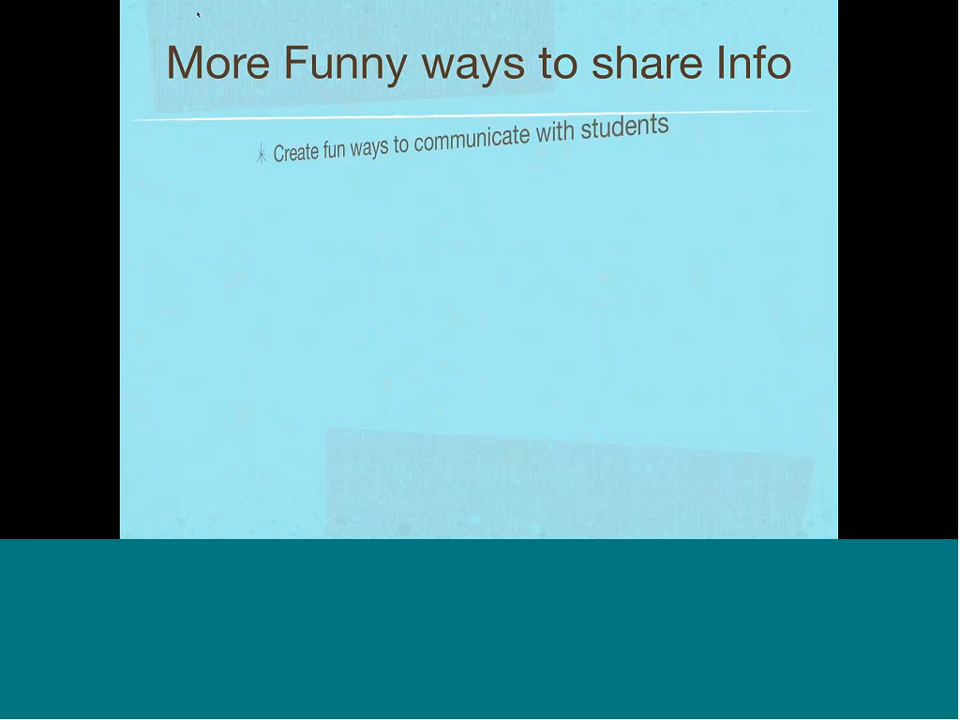 More Funny ways to share Info
Create fun ways to communicate with students